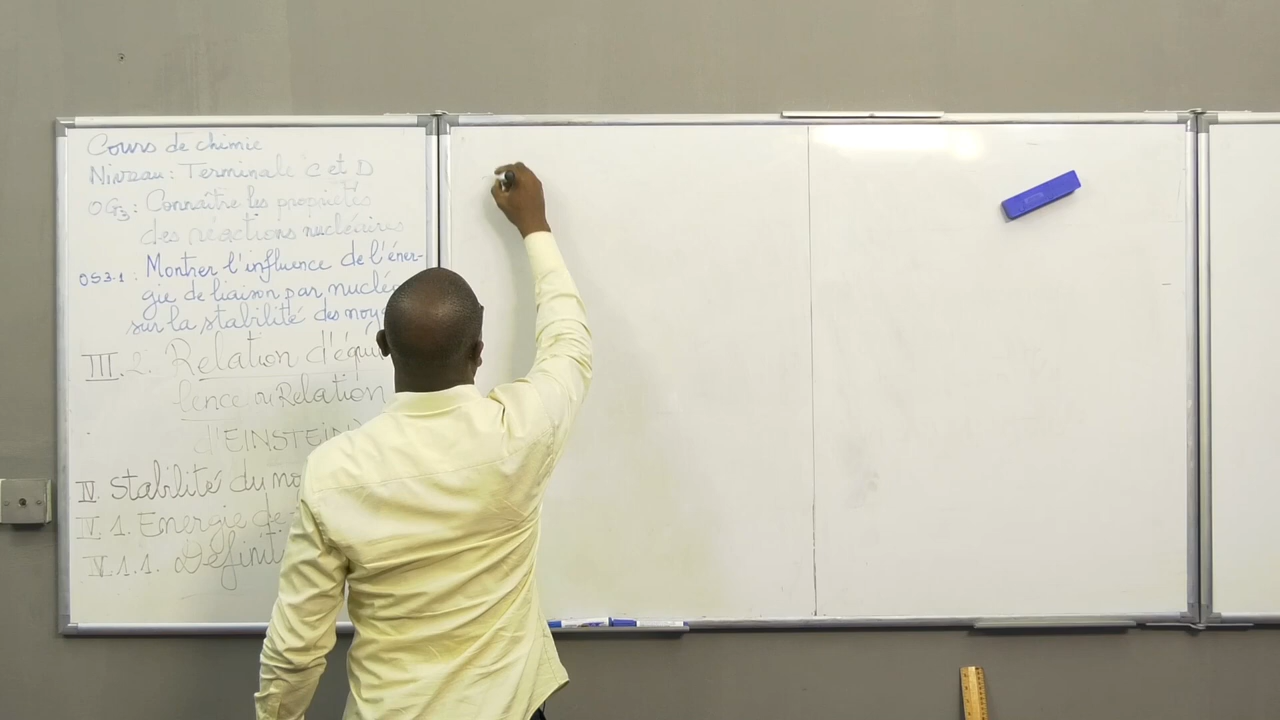 Cours de chimie
Niveau : Terminale C et D
OG3 : Connaître les propriétés
des réactions nucléaires
OS3.1 : Montrer l'influence de l'éner-
gie de liaison par nucléo
sur la stabilité des noya
III.2. Relation d'équi
lence ou Relation
d'EINSTEIN
IV. Stabilité du no
IV.1. Energie de
IV.1.1. Définit